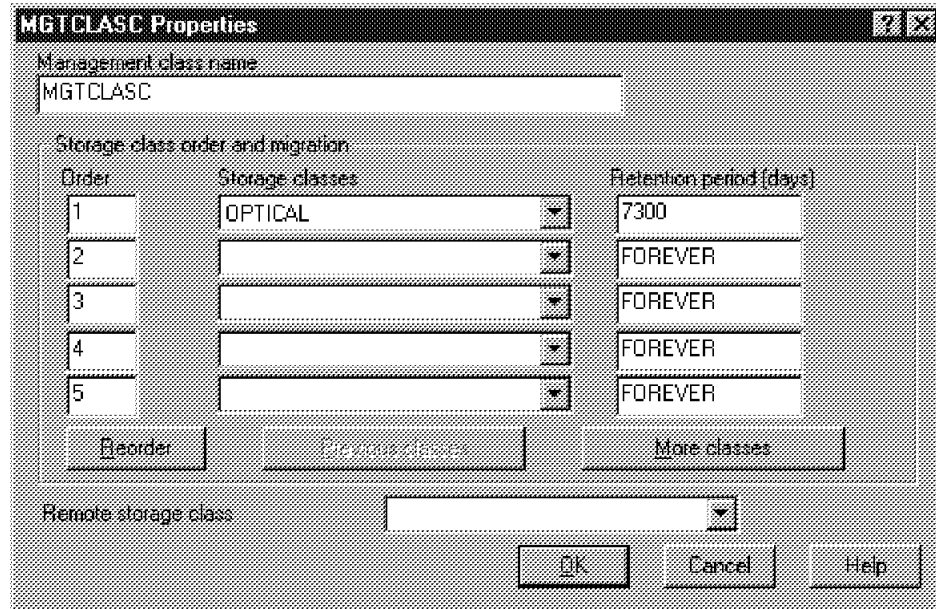 MGTCLASC Properties
Management class name
MGTCLASC
Storage class order and migration
Order Storage classes Retention period (days)
1 OPTICAL 7300
2 FOREVER
3 FOREVER
4 FOREVER
5 FOREVER
Reorder Previous classes More classes
Remote storage class
OK Cancel Help